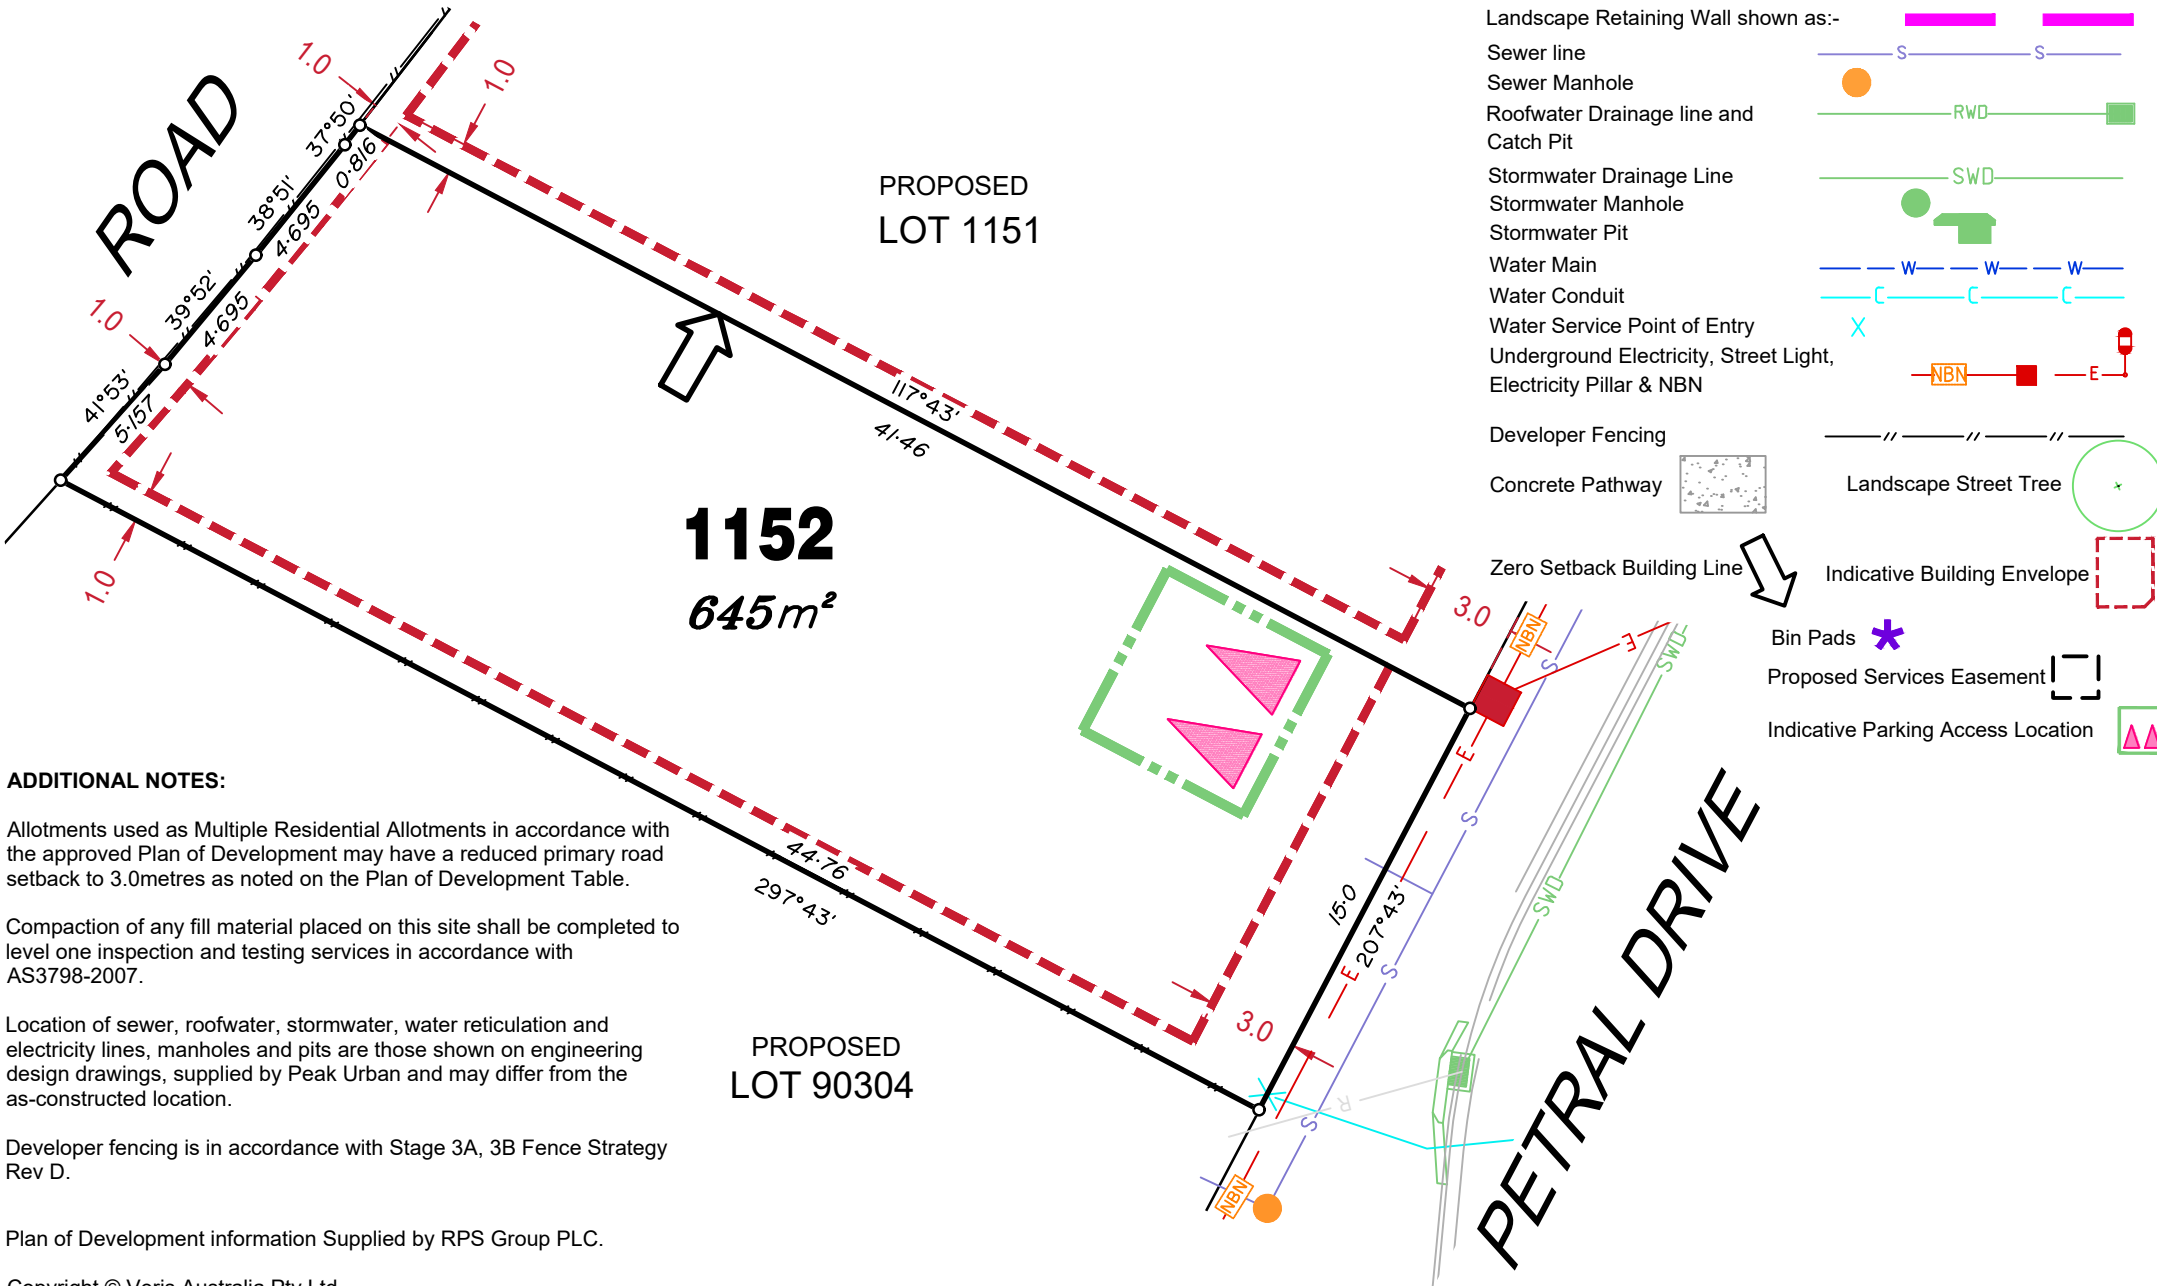 Landscape Retaining Wall shown as:-
Sewer line
S S
Sewer Manhole
Roofwater Drainage line and
Catch Pit
RWD
Stormwater Drainage Line
SWD
Stormwater Manhole
Stormwater Pit
Water Main
W W W
Water Conduit
C C C
Water Service Point of Entry
X
Underground Electricity, Street Light,
Electricity Pillar & NBN
NBN E
Developer Fencing
Concrete Pathway
Landscape Street Tree
Zero Setback Building Line
Indicative Building Envelope
Bin Pads
Proposed Services Easement
Indicative Parking Access Location
ROAD
1.0
1.0
37°50'
0·816
38°51'
4·695
39°52'
4·695
1.0
41°53'
5·157
1.0
PROPOSED
LOT 1151
117°43'
41·46
1152
645m²
3.0
NBN
E
S
SWD
E
S
15·0
207°43'
SWD
E
S
44·76
297°43'
3.0
PROPOSED
LOT 90304
R
S
NBN
PETRAL DRIVE
ADDITIONAL NOTES:
Allotments used as Multiple Residential Allotments in accordance with
the approved Plan of Development may have a reduced primary road
setback to 3.0metres as noted on the Plan of Development Table.
Compaction of any fill material placed on this site shall be completed to
level one inspection and testing services in accordance with
AS3798-2007.
Location of sewer, roofwater, stormwater, water reticulation and
electricity lines, manholes and pits are those shown on engineering
design drawings, supplied by Peak Urban and may differ from the
as-constructed location.
Developer fencing is in accordance with Stage 3A, 3B Fence Strategy
Rev D.
Plan of Development information Supplied by RPS Group PLC.
Copyright © Veris Australia Pty Ltd